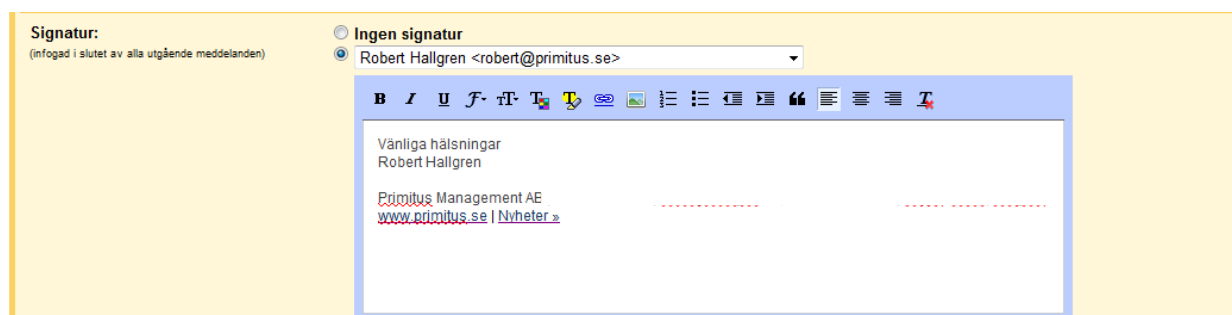 Signatur:
(infogad i slutet av alla utgående meddelanden)
Ingen signatur
Robert Hallgren <robert@primitus.se>
Vänliga hälsningar
Robert Hallgren
Primitus Management AB
www.primitus.se | Nyheter »